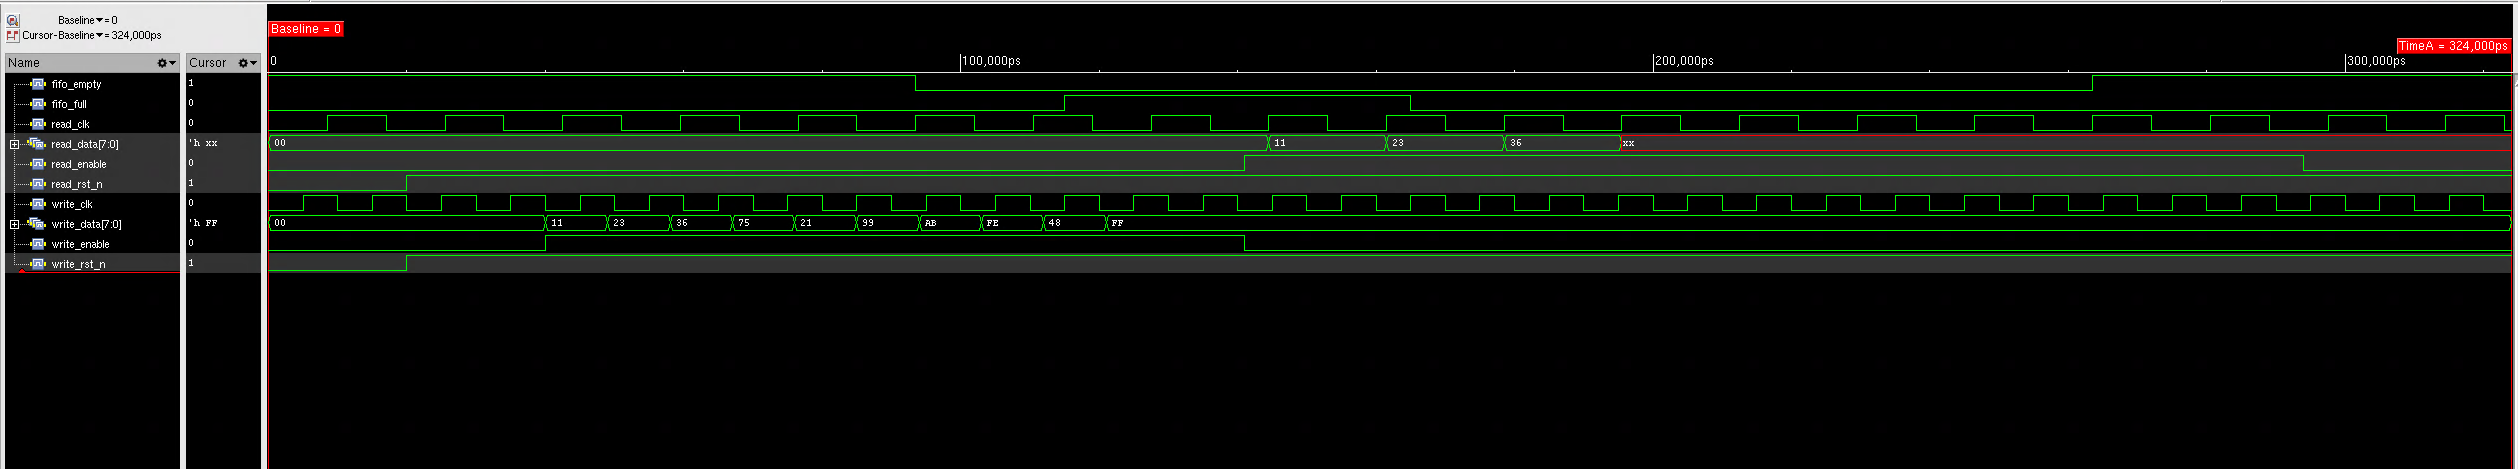 Baseline▼= 0
Cursor-Baseline▼= 324,000ps
Baseline = 0
TimeA = 324,000ps
Name Cursor
0 100,000ps 200,000ps 300,000ps
fifo_empty 1
fifo_full 0
read_clk 0
read_data[7:0] 'h xx 00 11 23 36 xx
read_enable 0
read_rst_n 1
write_clk 0
write_data[7:0] 'h FF 00 11 23 36 75 21 99 AB FE 48 FF
write_enable 0
write_rst_n 1